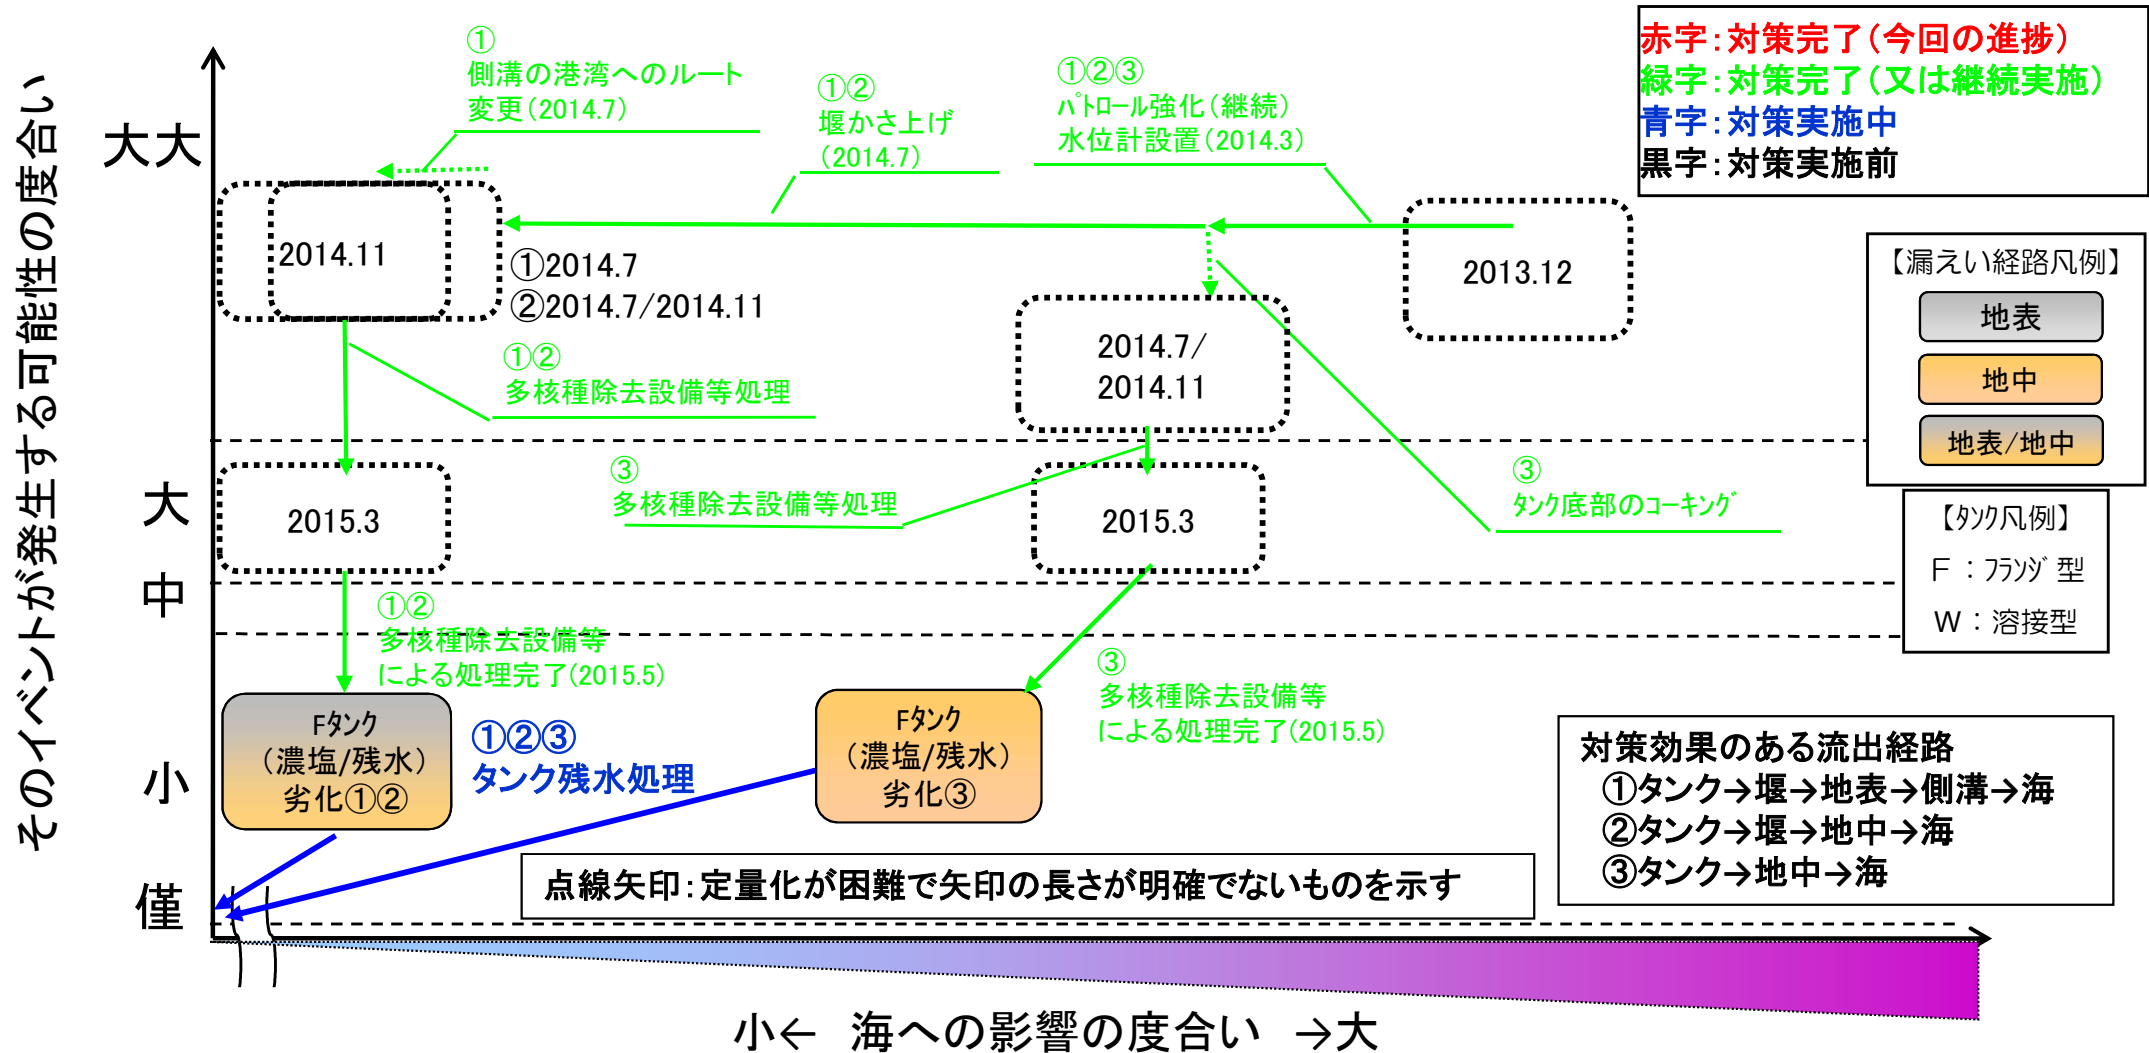 そのイベントが発生する可能性の度合い
大大
大
中
小
僅
①
側溝の港湾へのルート
変更(2014.7)
①②
堰かさ上げ
(2014.7)
①②③
ﾊﾟﾄﾛｰﾙ強化(継続)
水位計設置(2014.3)
赤字:対策完了(今回の進捗)
緑字:対策完了(又は継続実施)
青字:対策実施中
黒字:対策実施前
2014.11
①2014.7
②2014.7/2014.11
2013.12
2014.7/
2014.11
【漏えい経路凡例】
地表
地中
地表/地中
①②
多核種除去設備等処理
③
多核種除去設備等処理
③
ﾀﾝｸ底部のｺｰｷﾝｸﾞ
2015.3
2015.3
【ﾀﾝｸ凡例】
F:ﾌﾗﾝｼﾞ型
W:溶接型
①②
多核種除去設備等
による処理完了(2015.5)
③
多核種除去設備等
による処理完了(2015.5)
Fﾀﾝｸ
(濃塩/残水)
劣化①②
①②③
タンク残水処理
Fﾀﾝｸ
(濃塩/残水)
劣化③
対策効果のある流出経路
①タンク→堰→地表→側溝→海
②タンク→堰→地中→海
③タンク→地中→海
点線矢印:定量化が困難で矢印の長さが明確でないものを示す
小← 海への影響の度合い →大